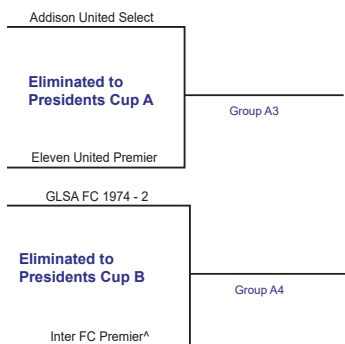 Addison United Select
Eliminated to
Presidents Cup A
Group A3
Eleven United Premier
GLSA FC 1974 - 2
Eliminated to
Presidents Cup B
Group A4
Inter FC Premier^